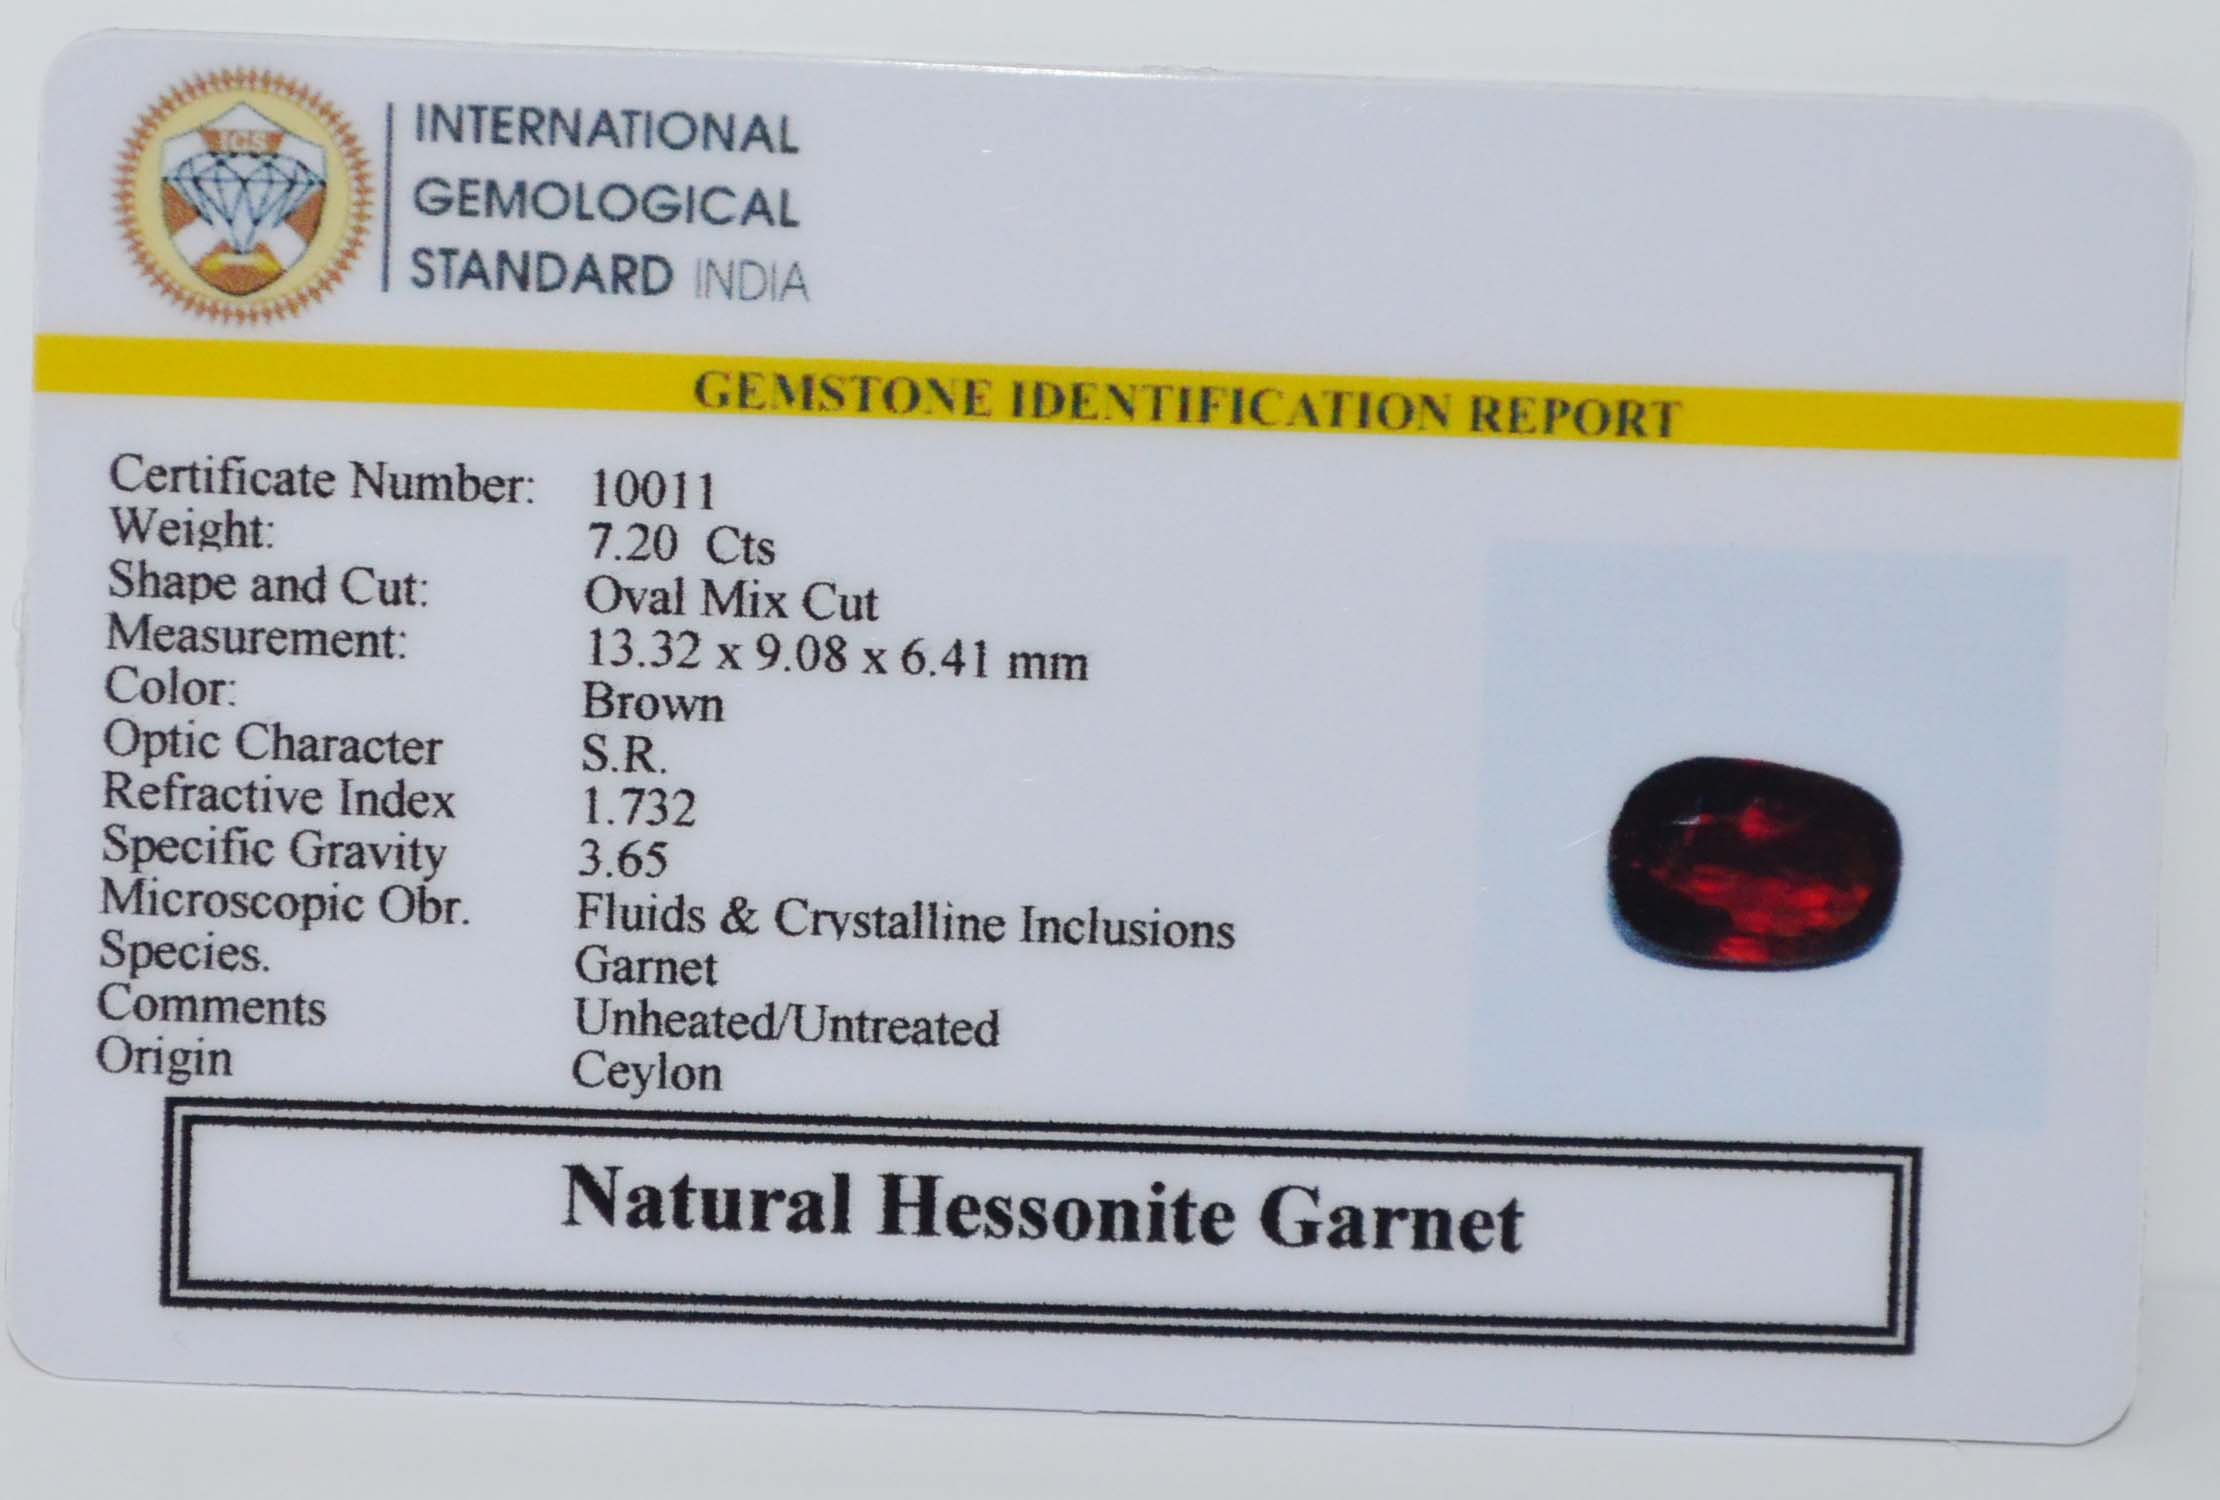 IGS
INTERNATIONAL
GEMOLOGICAL
STANDARD INDIA
GEMSTONE IDENTIFICATION REPORT
Certificate Number: 10011
Weight: 7.20 Cts
Shape and Cut: Oval Mix Cut
Measurement: 13.32 x 9.08 x 6.41 mm
Color: Brown
Optic Character S.R.
Refractive Index 1.732
Specific Gravity 3.65
Microscopic Obr. Fluids & Crystalline Inclusions
Species. Garnet
Comments Unheated/Untreated
Origin Ceylon
Natural Hessonite Garnet